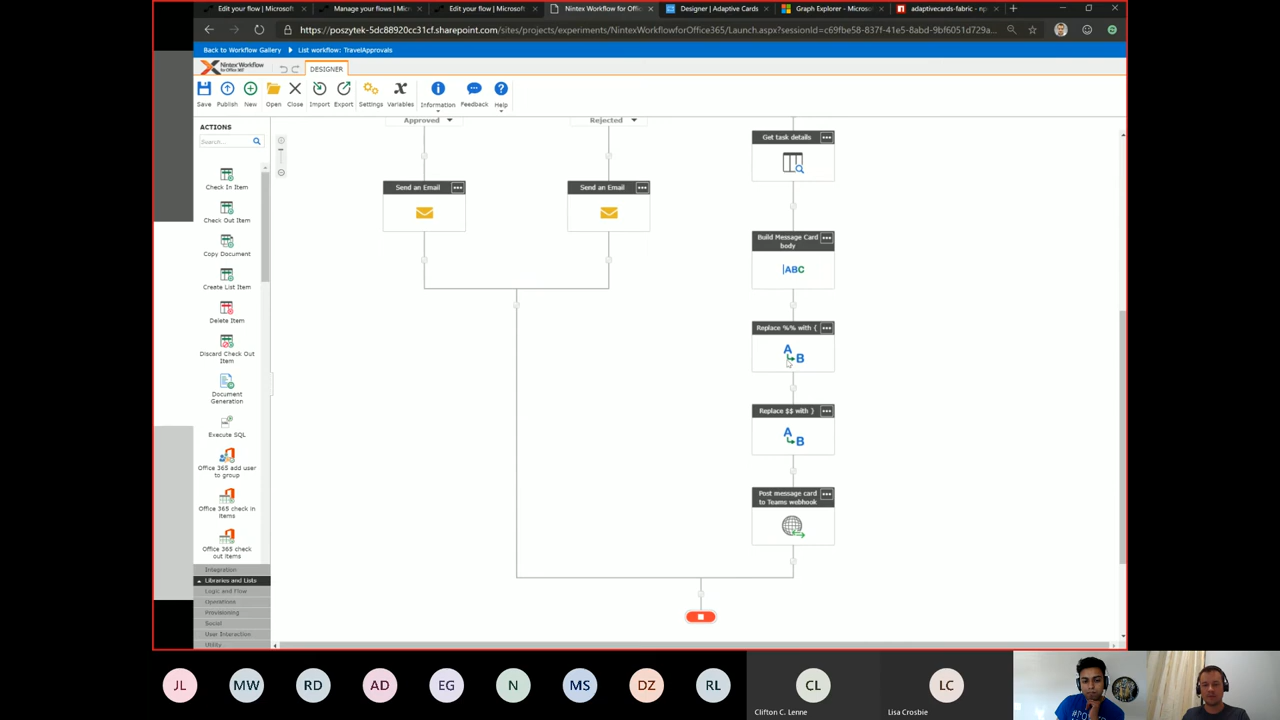 Edit your flow | Microsoft
Manage your flows | Microsoft
Edit your flow | Microsoft
Nintex Workflow for Offic
Designer | Adaptive Cards
Graph Explorer - Microsof
adaptivecards-fabric - np
https://poszytek-5dc88920cc31cf.sharepoint.com/sites/projects/experiments/NintexWorkflowforOffice365/Launch.aspx?sessionId=c69fbe58-837f-41e5-8abd-9bf6051d729a...
Back to Workflow Gallery
List workflow: TravelApprovals
Nintex Workflow
for Office 365
DESIGNER
Save
Publish
New
Open
Close
Import
Export
Settings
Variables
Information
Feedback
Help
ACTIONS
Search...
Check In Item
Check Out Item
Copy Document
Create List Item
Delete Item
Discard Check Out
Item
Document
Generation
Execute SQL
Office 365 add user
to group
Office 365 check in
items
Office 365 check
out items
Integration
Libraries and Lists
Logic and Flow
Operations
Provisioning
Social
User Interaction
Utility
Approved
Rejected
Send an Email
Send an Email
Get task details
Build Message Card
body
ABC
Replace %% with {
A
B
Replace $$ with }
A
B
Post message card
to Teams webhook
JL
MW
RD
AD
EG
N
MS
DZ
RL
CL
Clifton C. Lenne
LC
Lisa Crosbie